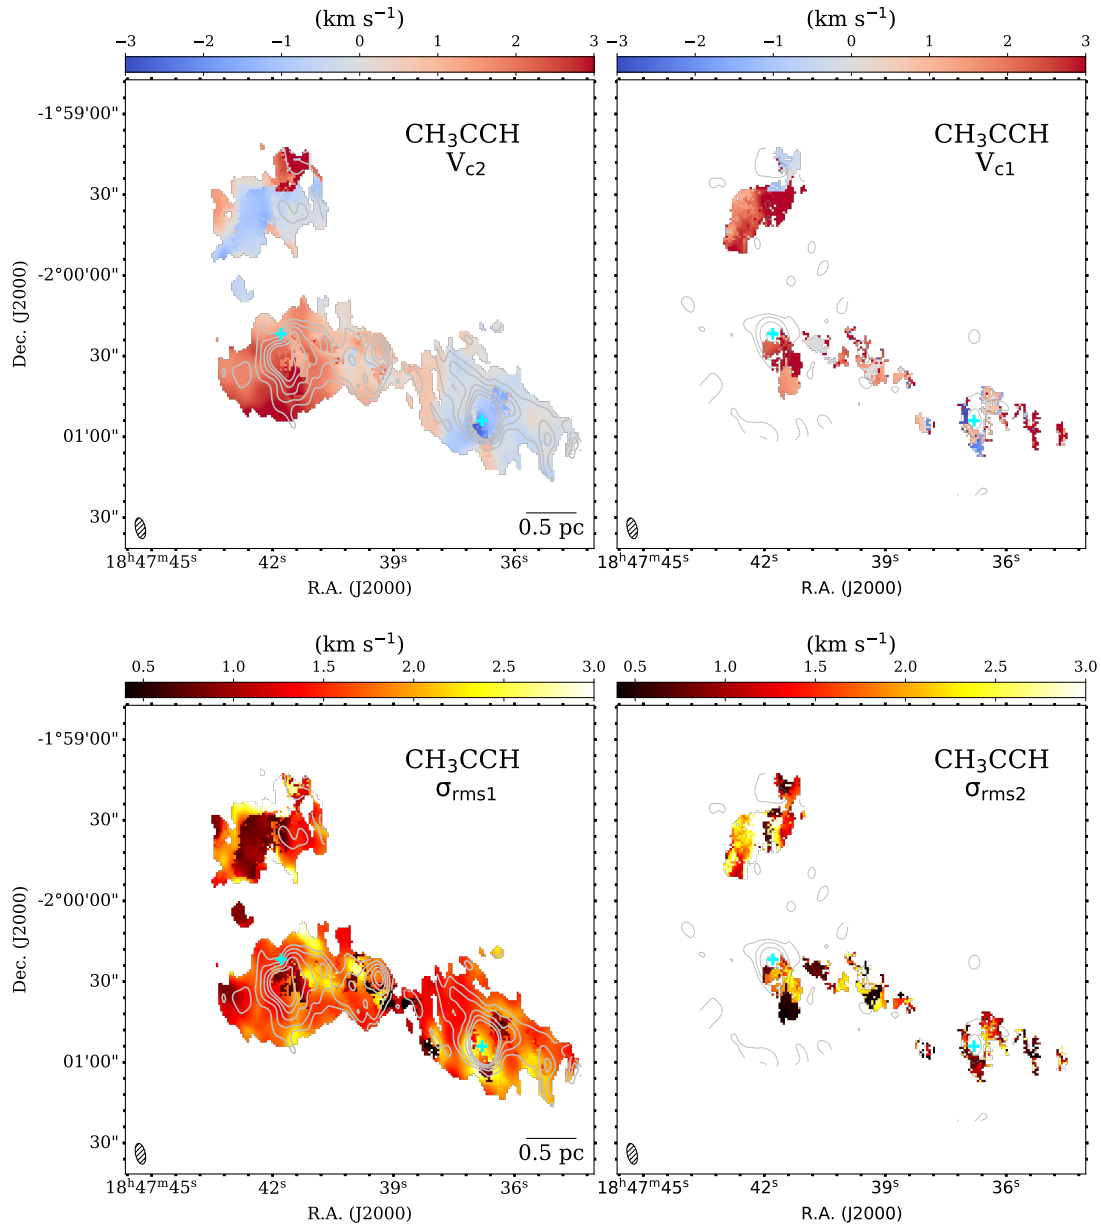 (km s⁻¹) (km s⁻¹)
−3 −2 −1 0 1 2 3 −3 −2 −1 0 1 2 3
-1°59'00"
CH₃CCH CH₃CCH
V_c2 V_c1
30"
-2°00'00"
Dec. (J2000)
30"
01'00"
30" 0.5 pc
18ʰ47ᵐ45ˢ 42ˢ 39ˢ 36ˢ 18ʰ47ᵐ45ˢ 42ˢ 39ˢ 36ˢ
R.A. (J2000) R.A. (J2000)
(km s⁻¹) (km s⁻¹)
0.5 1.0 1.5 2.0 2.5 3.0 0.5 1.0 1.5 2.0 2.5 3.0
-1°59'00"
CH₃CCH CH₃CCH
σ_rms1 σ_rms2
30"
-2°00'00"
Dec. (J2000)
30"
01'00"
30" 0.5 pc
18ʰ47ᵐ45ˢ 42ˢ 39ˢ 36ˢ 18ʰ47ᵐ45ˢ 42ˢ 39ˢ 36ˢ
R.A. (J2000) R.A. (J2000)